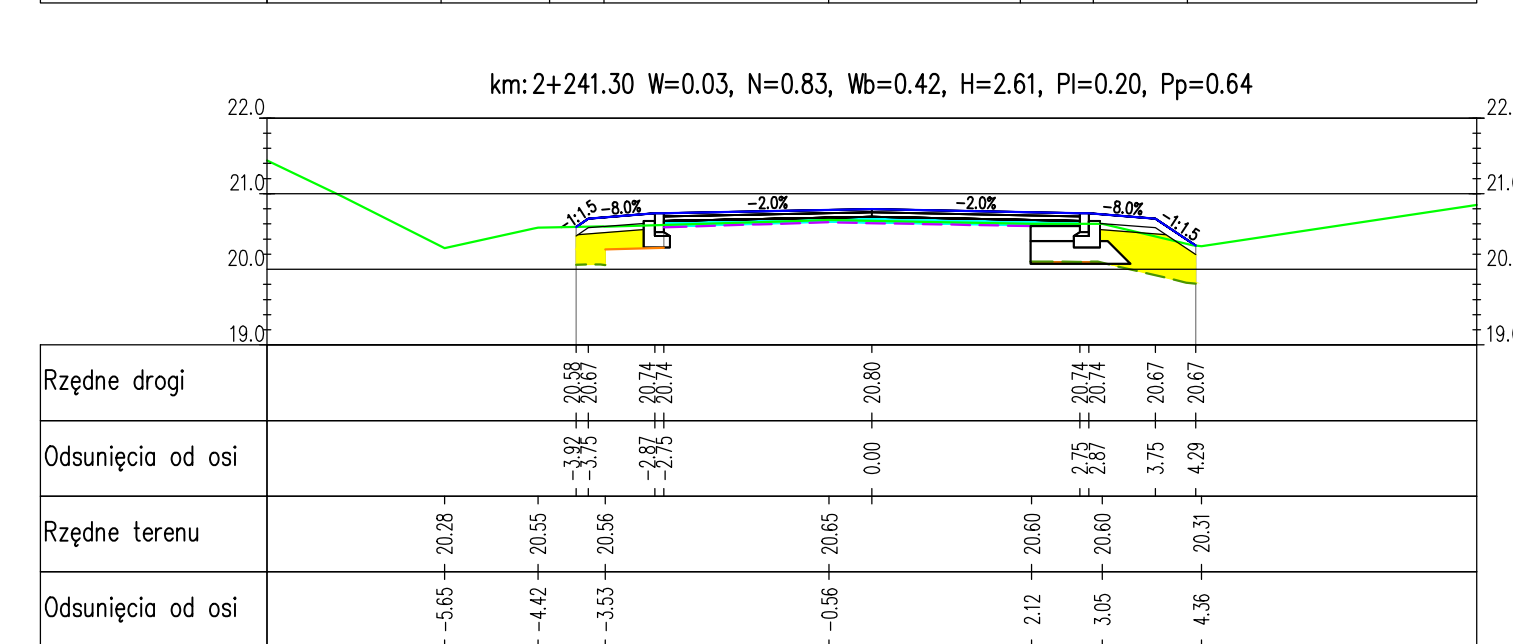 km: 2+241.30 W=0.03, N=0.83, Wb=0.42, H=2.61, Pl=0.20, Pp=0.64
22.0 22.
21.0 21.0
-1:1.5 -8.0% -2.0% -2.0% -8.0% -1:1.5
20.0 20.
19.0 19.0
Rzędne drogi 20.58 20.67 20.74 20.74 20.80 20.74 20.74 20.67 20.67
Odsunięcia od osi -3.92 -3.75 -2.87 -2.75 0.00 2.75 2.87 3.75 4.29
Rzędne terenu 20.28 20.55 20.56 20.65 20.60 20.60 20.31
Odsunięcia od osi -5.65 -4.42 -3.53 -0.56 2.12 3.05 4.36